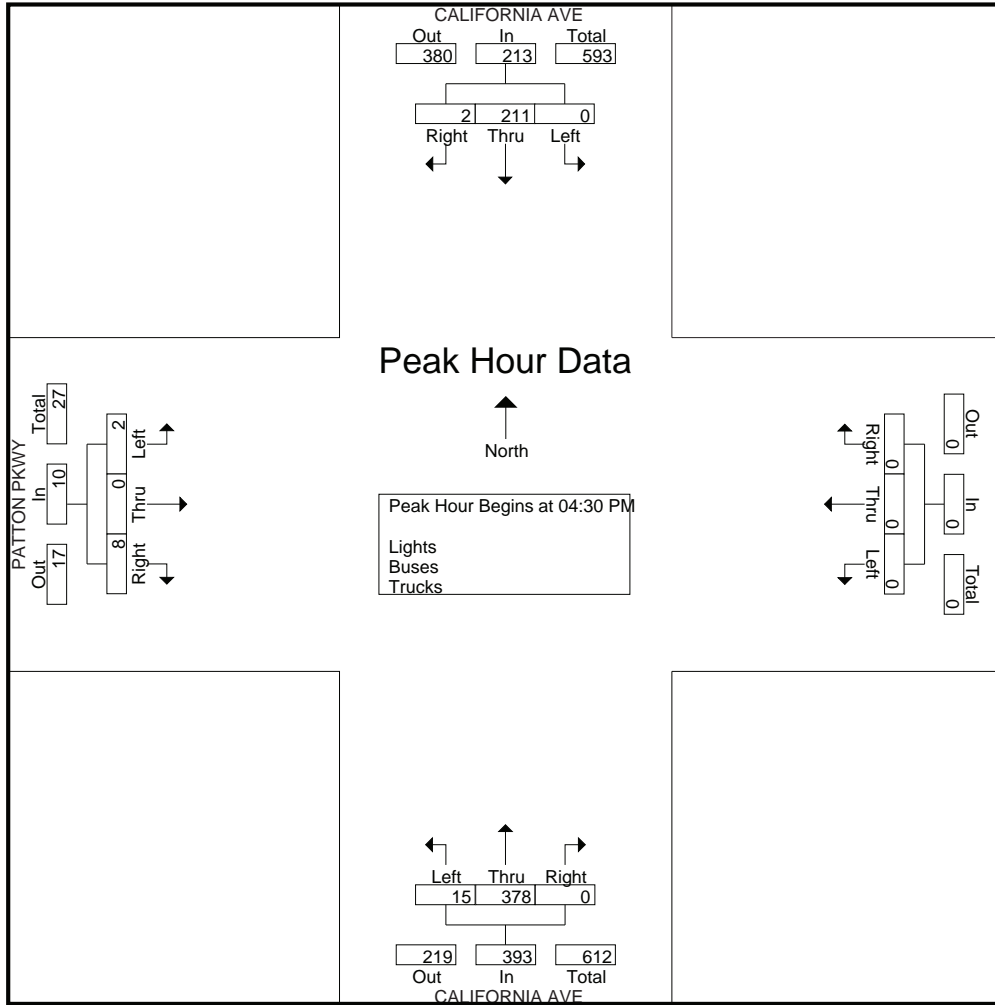 CALIFORNIA AVE
Out In Total
380 213 593
2 211 0
Right Thru Left
Peak Hour Data
North
Peak Hour Begins at 04:30 PM
Lights
Buses
Trucks
PATTON PKWY
Out In Total
17 10 27
8 0 2
Right Thru Left
Out In Total
0 0 0
0 0 0
Right Thru Left
Left Thru Right
15 378 0
219 393 612
Out In Total
CALIFORNIA AVE